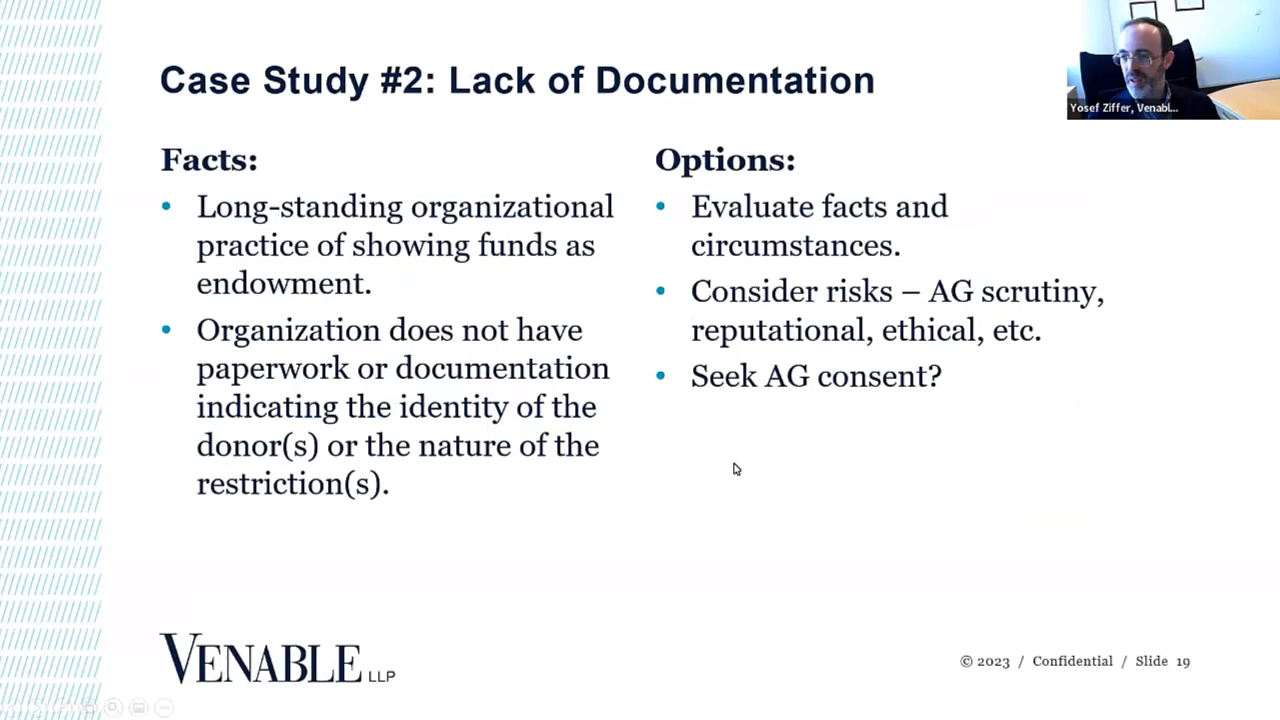 Case Study #2: Lack of Documentation
Yosef Ziffer, Venabl...
Facts:
• Long-standing organizational
practice of showing funds as
endowment.
• Organization does not have
paperwork or documentation
indicating the identity of the
donor(s) or the nature of the
restriction(s).
Options:
• Evaluate facts and
circumstances.
• Consider risks – AG scrutiny,
reputational, ethical, etc.
• Seek AG consent?
VENABLE LLP
© 2023 / Confidential / Slide 19